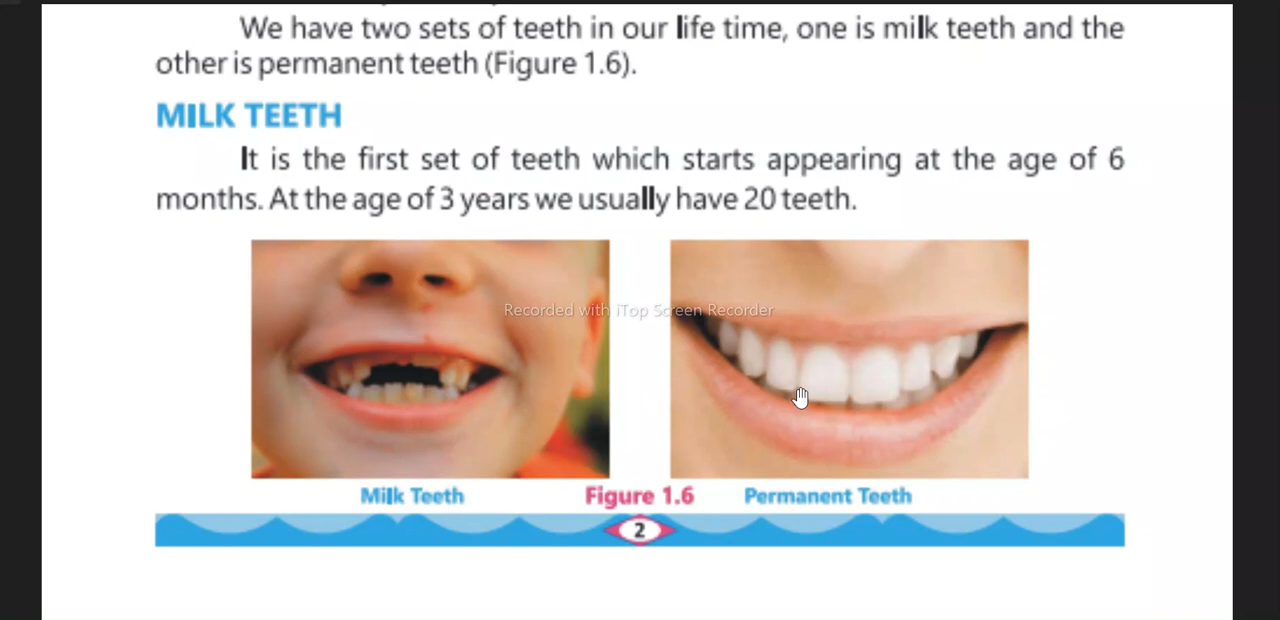 We have two sets of teeth in our life time, one is milk teeth and the
other is permanent teeth (Figure 1.6).
MILK TEETH
It is the first set of teeth which starts appearing at the age of 6
months. At the age of 3 years we usually have 20 teeth.
Recorded with iTop Screen Recorder
Milk Teeth Figure 1.6 Permanent Teeth
2